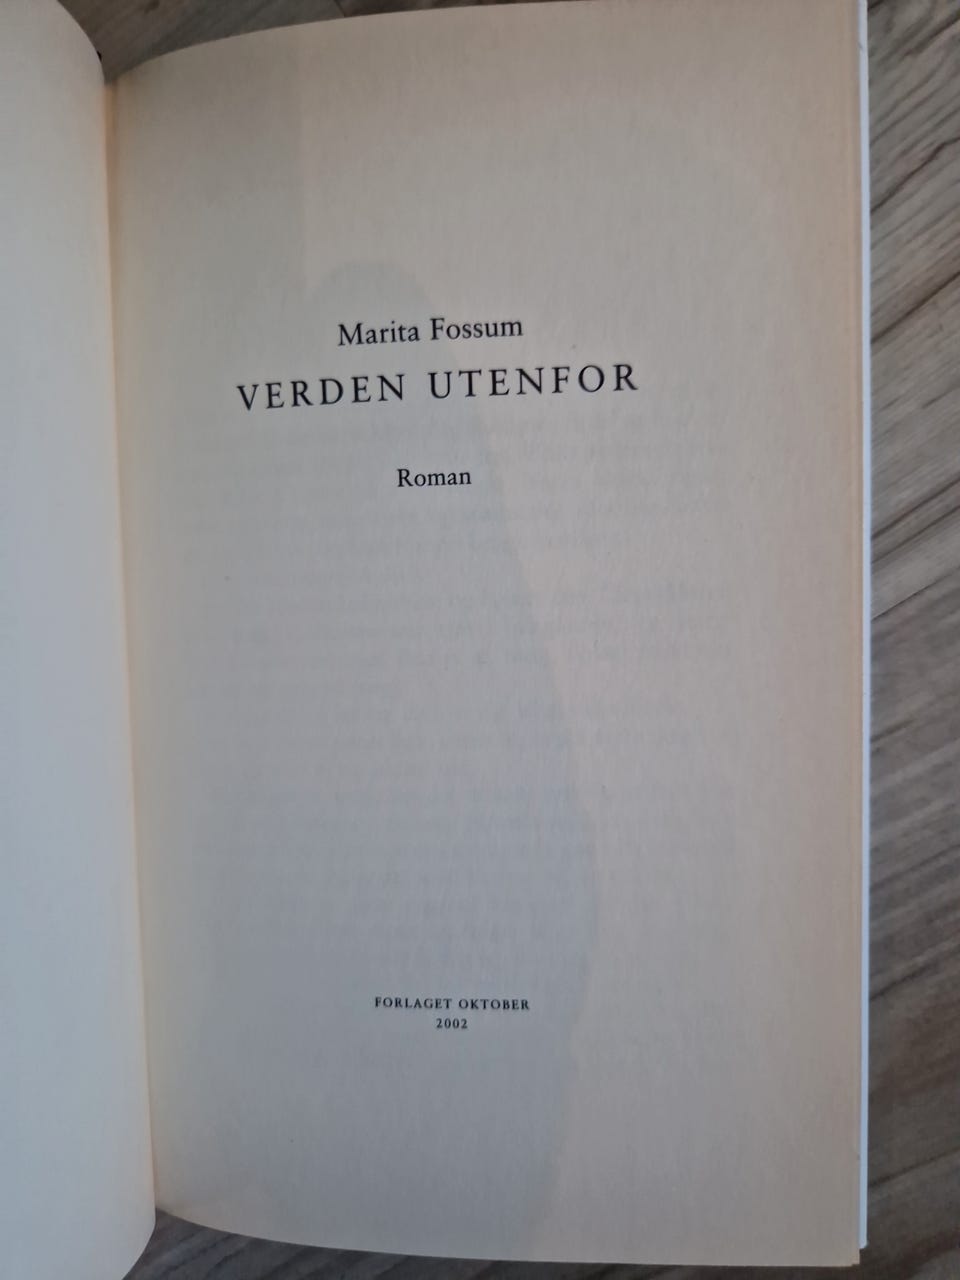 Marita Fossum
VERDEN UTENFOR
Roman
FORLAGET OKTOBER
2002